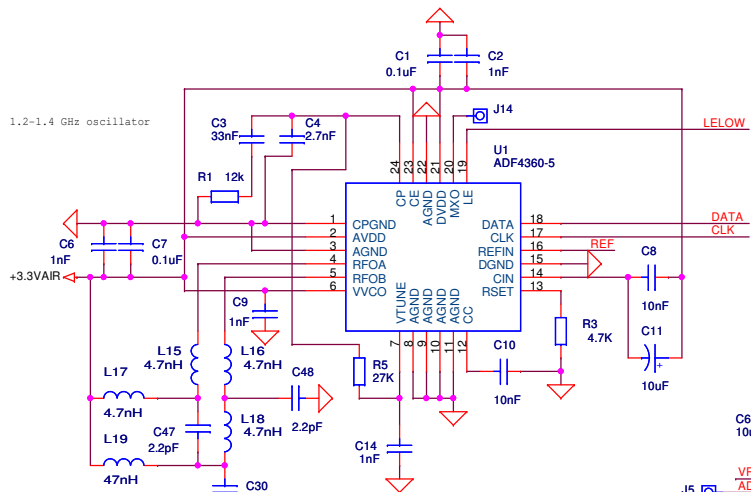 C1
0.1uF
C2
1nF
1.2-1.4 GHz oscillator
C3
33nF
C4
2.7nF
J14
LELOW
U1
ADF4360-5
R1 12k
24
23
22
21
20
19
CP
CE
AGND
DVDD
MXO
LE
1
2
3
4
5
6
CPGND
AVDD
AGND
RFOA
RFOB
VVCO
DATA
CLK
REFIN
DGND
CIN
RSET
18
17
16
15
14
13
DATA
CLK
REF
C6
1nF
C7
0.1uF
+3.3VAIR
C8
10nF
C9
1nF
VTUNE
AGND
AGND
AGND
AGND
CC
7
8
9
10
11
12
R3
4.7K
C11
10uF
+
L15
4.7nH
L16
4.7nH
C10
10nF
R5
27K
L17
4.7nH
C48
2.2pF
L18
4.7nH
C47
2.2pF
L19
47nH
C14
1nF
C30
C6
10u
VR
AD
J5